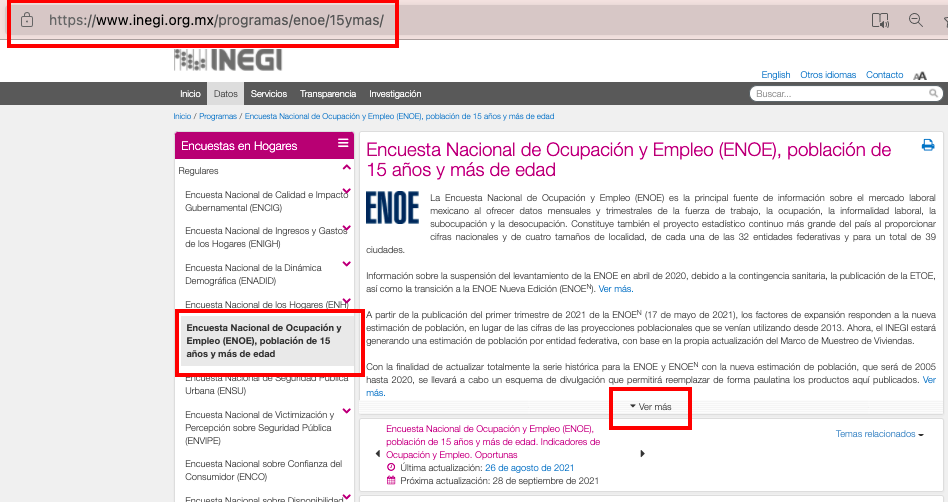 https://www.inegi.org.mx/programas/enoe/15ymas/
INEGI
English Otros idiomas Contacto AA
Inicio Datos Servicios Transparencia Investigación
Buscar...
Inicio / Programas / Encuesta Nacional de Ocupación y Empleo (ENOE), población de 15 años y más de edad
Encuestas en Hogares
Regulares
Encuesta Nacional de Calidad e Impacto
Gubernamental (ENCIG)
Encuesta Nacional de Ingresos y Gastos
de los Hogares (ENIGH)
Encuesta Nacional de la Dinámica
Demográfica (ENADID)
Encuesta Nacional de los Hogares (ENH)
Encuesta Nacional de Ocupación y
Empleo (ENOE), población de 15
años y más de edad
Encuesta Nacional de Seguridad Pública
Urbana (ENSU)
Encuesta Nacional de Victimización y
Percepción sobre Seguridad Pública
(ENVIPE)
Encuesta Nacional sobre Confianza del
Consumidor (ENCO)
Encuesta Nacional sobre Disponibilidad
Encuesta Nacional de Ocupación y Empleo (ENOE), población de
15 años y más de edad
ENOE
La Encuesta Nacional de Ocupación y Empleo (ENOE) es la principal fuente de información sobre el mercado laboral
mexicano al ofrecer datos mensuales y trimestrales de la fuerza de trabajo, la ocupación, la informalidad laboral, la
subocupación y la desocupación. Constituye también el proyecto estadístico continuo más grande del país al proporcionar
cifras nacionales y de cuatro tamaños de localidad, de cada una de las 32 entidades federativas y para un total de 39
ciudades.
Información sobre la suspensión del levantamiento de la ENOE en abril de 2020, debido a la contingencia sanitaria, la publicación de la ETOE,
así como la transición a la ENOE Nueva Edición (ENOEᴺ). Ver más.
A partir de la publicación del primer trimestre de 2021 de la ENOEᴺ (17 de mayo de 2021), los factores de expansión responden a la nueva
estimación de población, en lugar de las cifras de las proyecciones poblacionales que se venían utilizando desde 2013. Ahora, el INEGI estará
generando una estimación de población por entidad federativa, con base en la propia actualización del Marco de Muestreo de Viviendas.
Con la finalidad de actualizar totalmente la serie histórica para la ENOE y ENOEᴺ con la nueva estimación de población, que será de 2005
hasta 2020, se llevará a cabo un esquema de divulgación que permitirá reemplazar de forma paulatina los productos aquí publicados. Ver
más.
Ver más
Encuesta Nacional de Ocupación y Empleo (ENOE),
población de 15 años y más de edad. Indicadores de
Ocupación y Empleo. Oportunas
Última actualización: 26 de agosto de 2021
Próxima actualización: 28 de septiembre de 2021
Temas relacionados